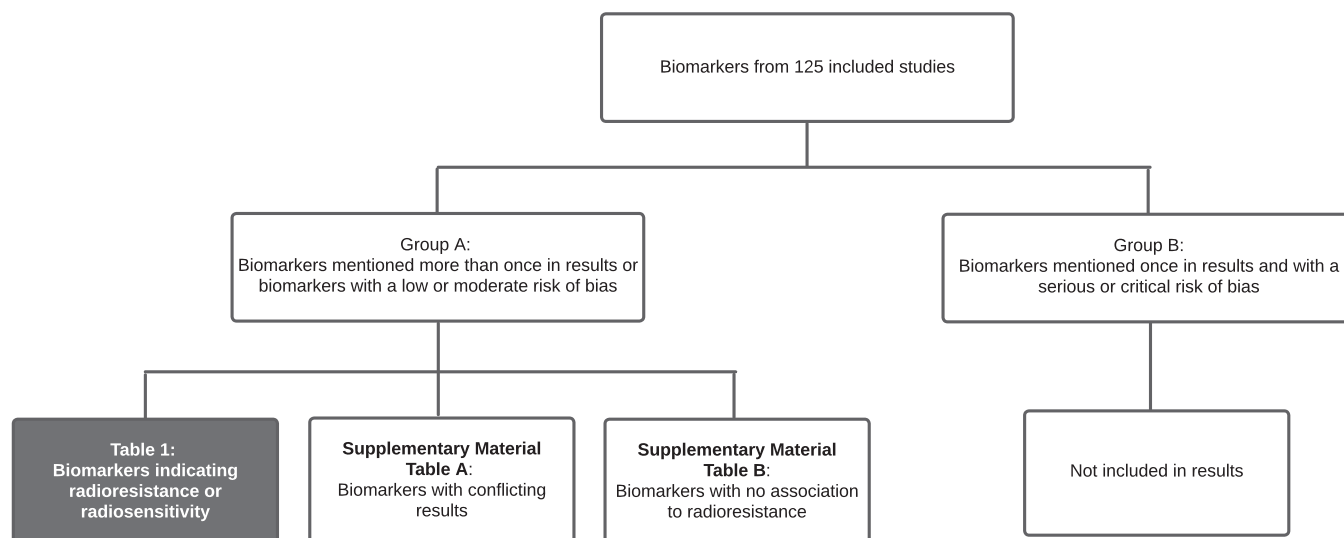 Biomarkers from 125 included studies
Group A:
Biomarkers mentioned more than once in results or
biomarkers with a low or moderate risk of bias
Group B:
Biomarkers mentioned once in results and with a
serious or critical risk of bias
Table 1:
Biomarkers indicating
radioresistance or
radiosensitivity
Supplementary Material
Table A:
Biomarkers with conflicting
results
Supplementary Material
Table B:
Biomarkers with no association
to radioresistance
Not included in results